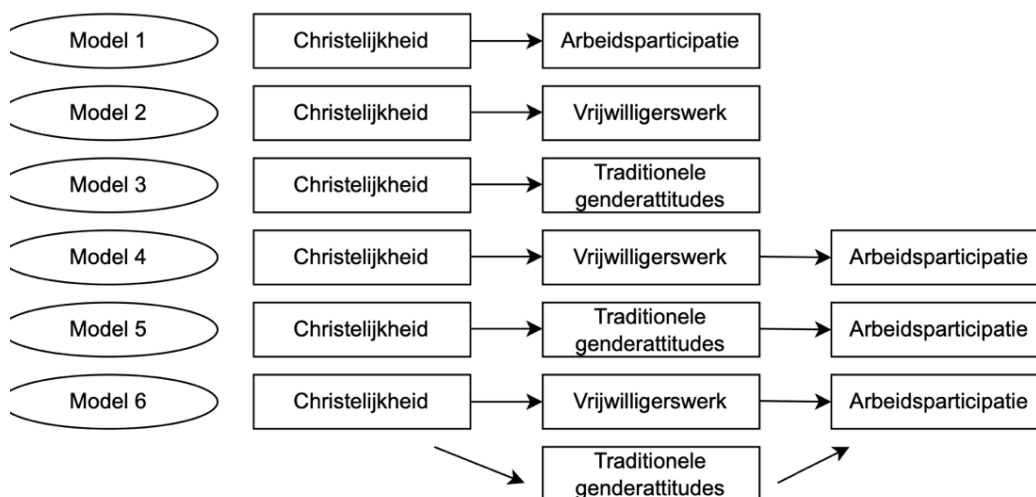 Model 1 Christelijkheid Arbeidsparticipatie
Model 2 Christelijkheid Vrijwilligerswerk
Model 3 Christelijkheid Traditionele
genderattitudes
Model 4 Christelijkheid Vrijwilligerswerk Arbeidsparticipatie
Model 5 Christelijkheid Traditionele
genderattitudes Arbeidsparticipatie
Model 6 Christelijkheid Vrijwilligerswerk Arbeidsparticipatie
Traditionele
genderattitudes